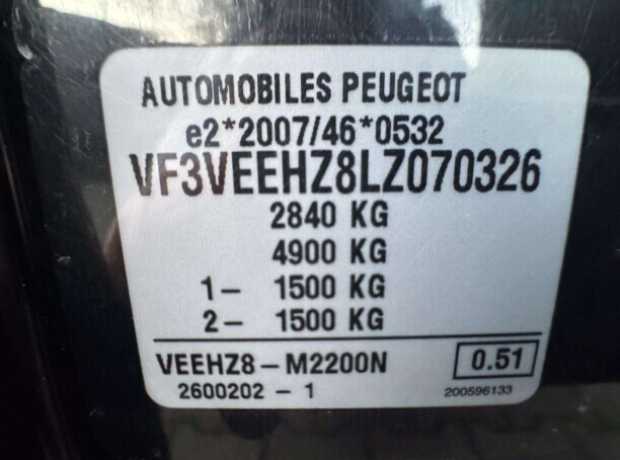 AUTOMOBILES PEUGEOT
e2*2007/46*0532
VF3VEEHZ8LZ070326
2840 KG
4900 KG
1- 1500 KG
2- 1500 KG
VEEHZ8-M2200N 0.51
2600202 - 1 200596133